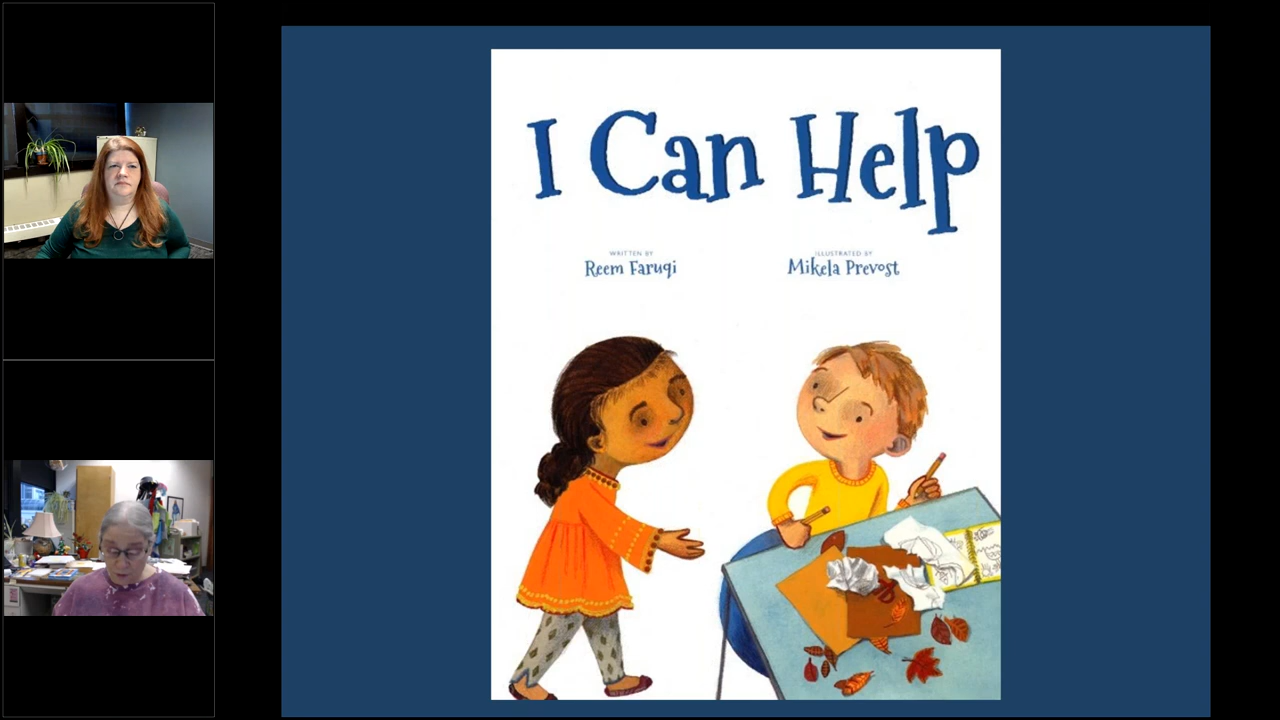 I Can Help
WRITTEN BY
Reem Faruqi
ILLUSTRATED BY
Mikela Prevost